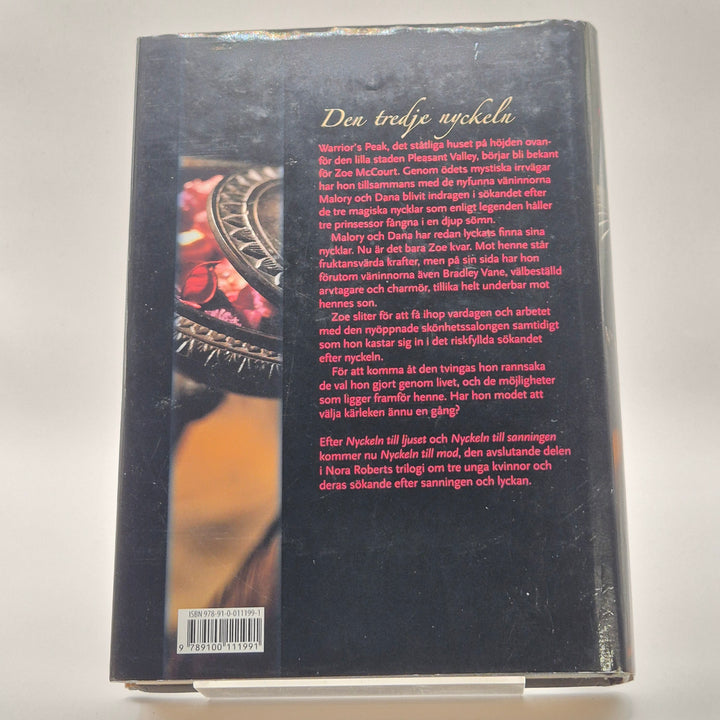 Den tredje nyckeln
Warrior's Peak, det ståtliga huset på höjden ovan-
för den lilla staden Pleasant Valley, börjar bli bekant
för Zoe McCourt. Genom ödets mystiska irrvägar
har hon tillsammans med de nyfunna väninnorna
Malory och Dana blivit indragen i sökandet efter
de tre magiska nycklar som enligt legenden håller
tre prinsessor fångna i en djup sömn.
Malory och Dana har redan lyckats finna sina
nycklar. Nu är det bara Zoe kvar. Mot henne står
fruktansvärda krafter, men på sin sida har hon
förutom väninnorna även Bradley Vane, välbeställd
arvtagare och charmör, tillika helt underbar mot
hennes son.
Zoe sliter för att få ihop vardagen och arbetet
med den nyöppnade skönhetssalongen samtidigt
som hon kastar sig in i det riskfyllda sökandet
efter nyckeln.
För att komma åt den tvingas hon rannsaka
de val hon gjort genom livet, och de möjligheter
som ligger framför henne. Har hon modet att
välja kärleken ännu en gång?
Efter Nyckeln till ljuset och Nyckeln till sanningen
kommer nu Nyckeln till mod, den avslutande delen
i Nora Roberts trilogi om tre unga kvinnor och
deras sökande efter sanningen och lyckan.
ISBN 978-91-0-011199-1
9 789100 111991